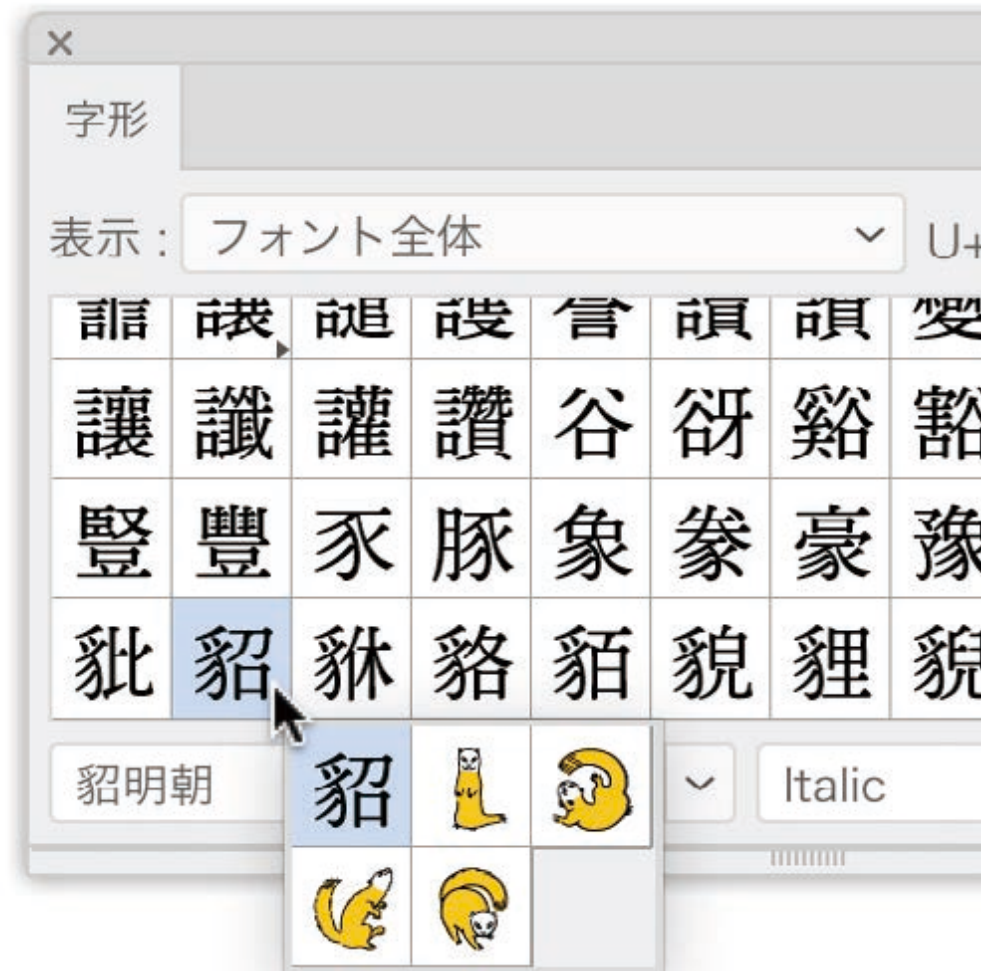 字形
表示 : フォント全体 U+
讓 讖 讙 讚 谷 谺 谿 豁
豎 豐 豕 豚 象 豢 豪 豫
豼 貂 貅 貉 貊 貌 貍 貎
貂明朝 Italic
貂